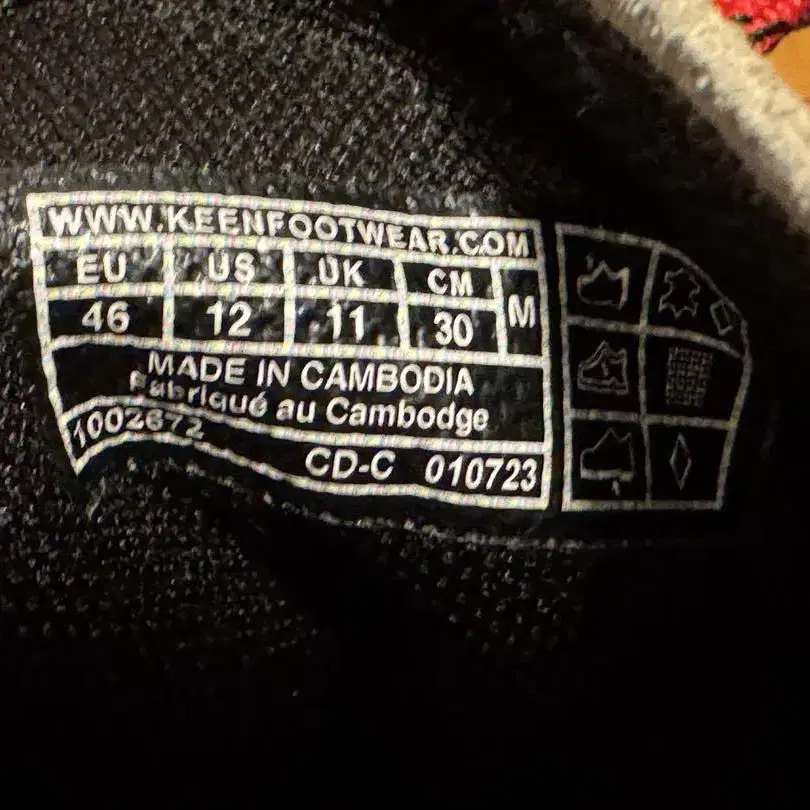 WWW.KEENFOOTWEAR.COM
EU US UK CM M
46 12 11 30
MADE IN CAMBODIA
Fabriqué au Cambodge
1002672
CD-C 010723